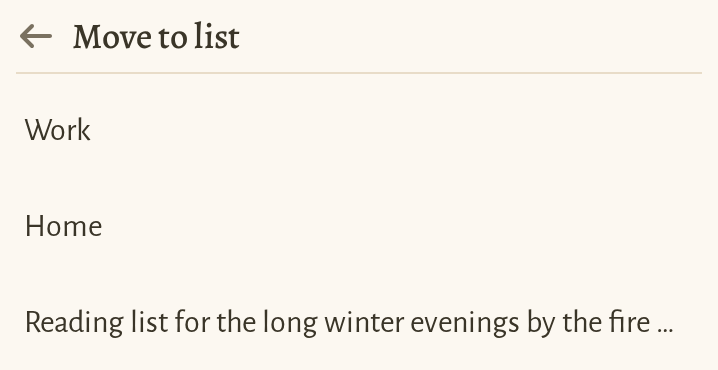 Move to list
Work
Home
Reading list for the long winter evenings by the fire ...